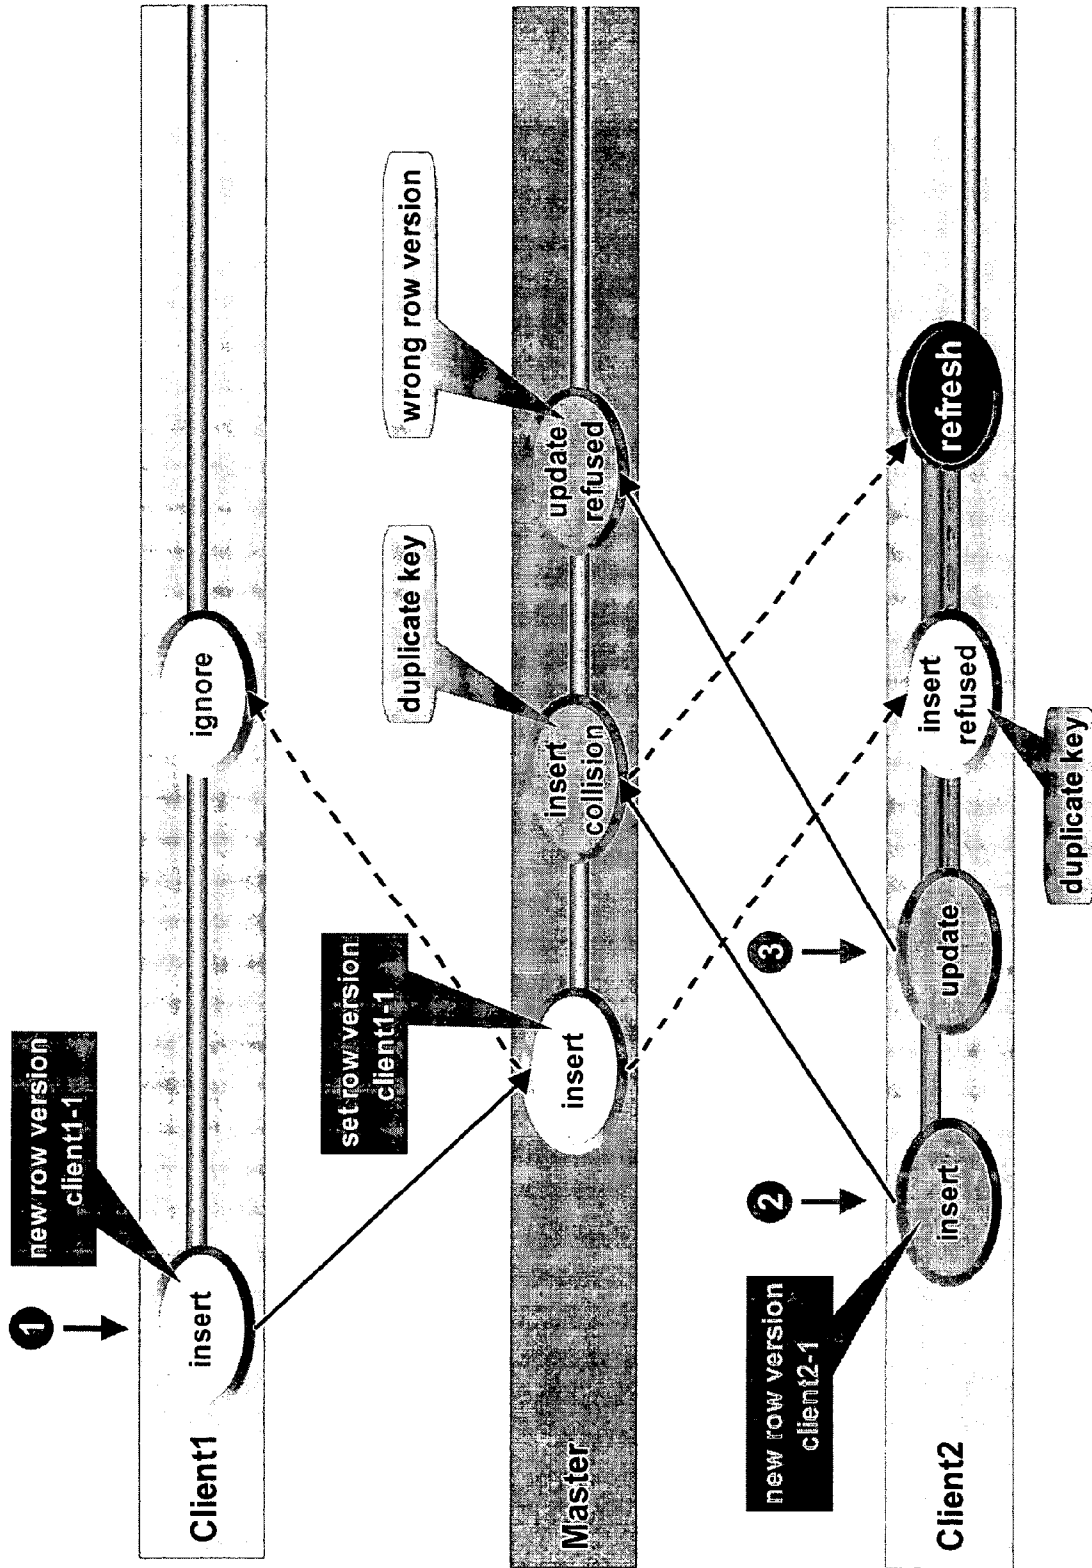 1
new row version
client1-1
Client1
insert
ignore
set row version
client1-1
duplicate key
wrong row version
Master
insert
insert
collision
update
refused
2
3
new row version
client2-1
Client2
insert
update
insert
refused
refresh
duplicate key